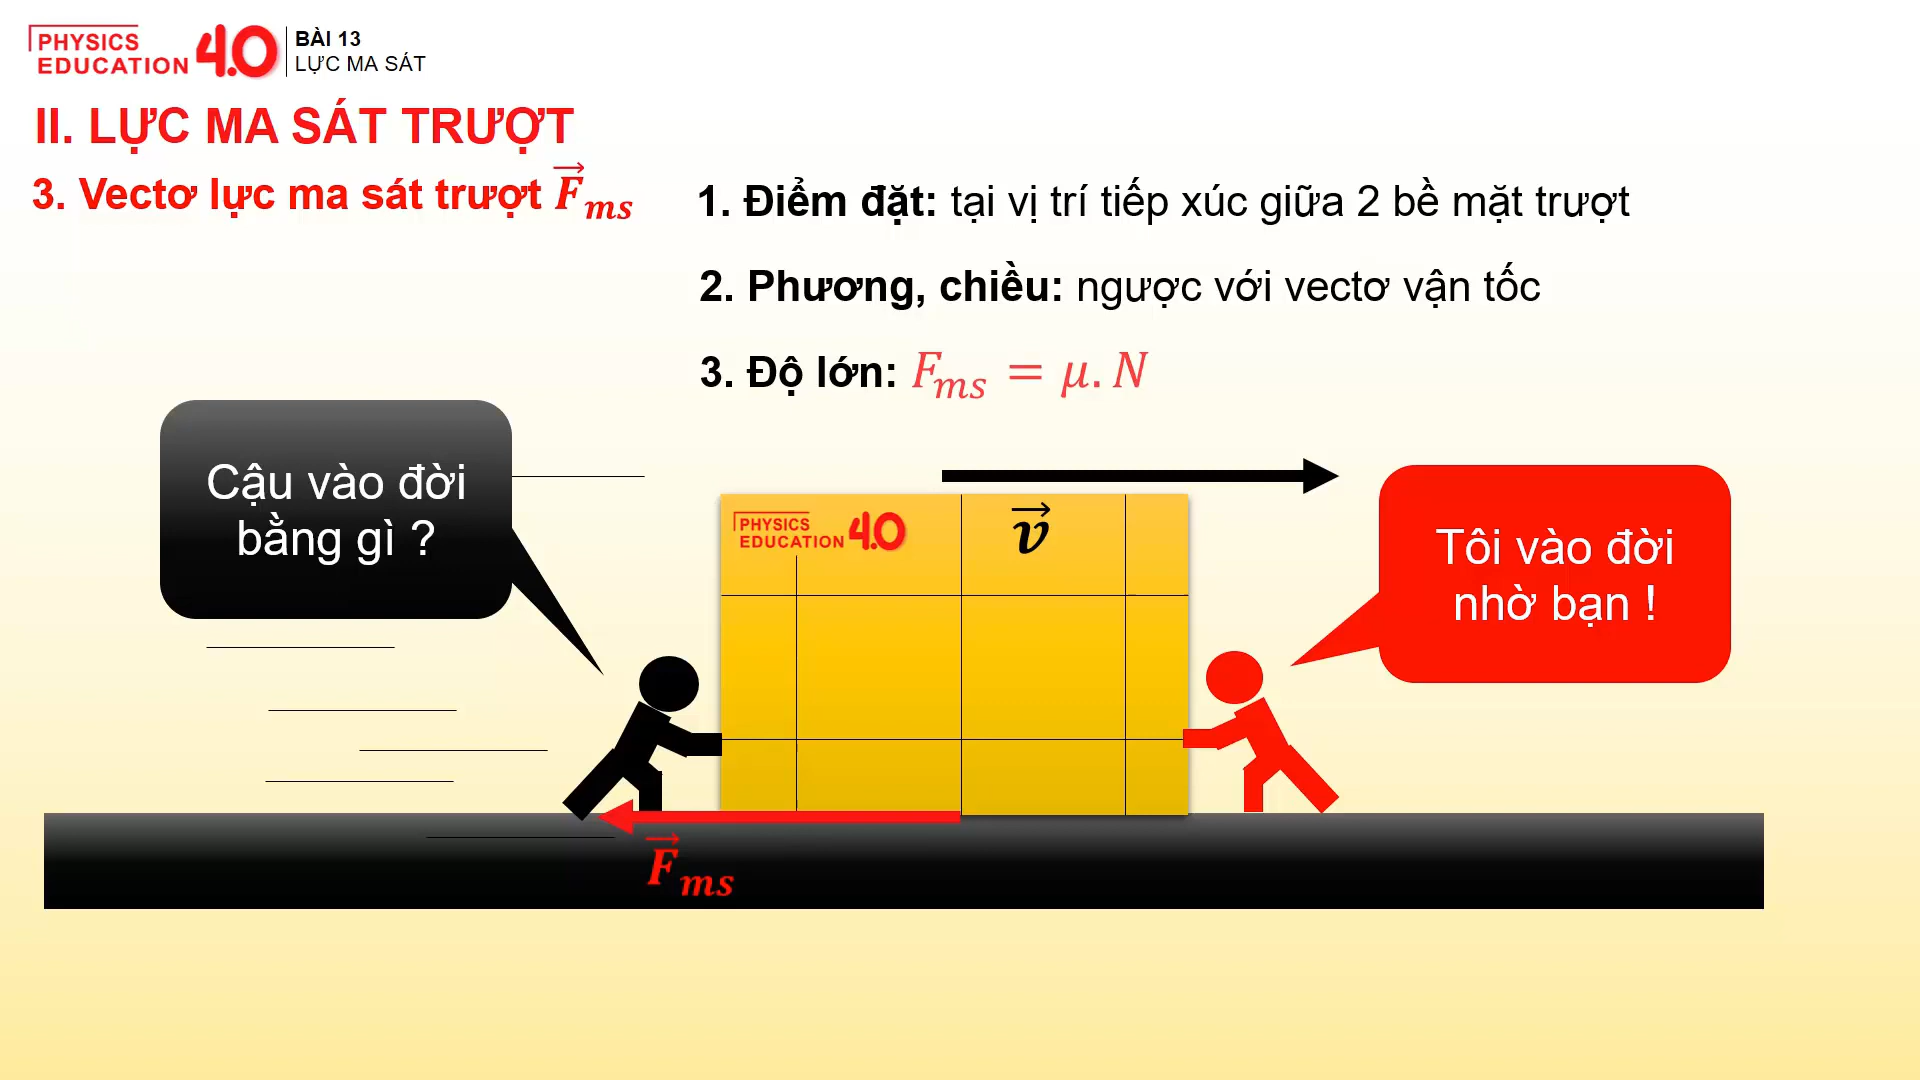 PHYSICS
EDUCATION 4.0
BÀI 13
LỰC MA SÁT
II. LỰC MA SÁT TRƯỢT
3. Vectơ lực ma sát trượt F⃗ms
1. Điểm đặt: tại vị trí tiếp xúc giữa 2 bề mặt trượt
2. Phương, chiều: ngược với vectơ vận tốc
3. Độ lớn: Fms = μ.N
Cậu vào đời
bằng gì ?
PHYSICS
EDUCATION 4.0
v⃗
Tôi vào đời
nhờ bạn !
F⃗ms